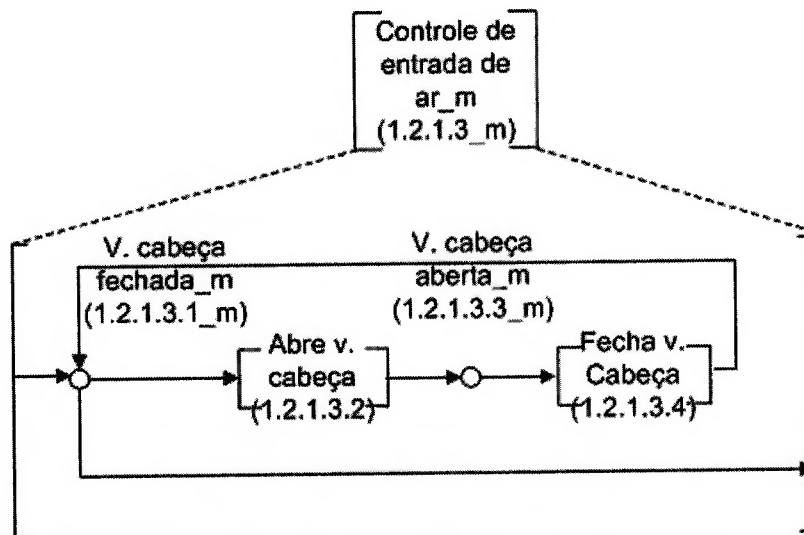 Controle de
entrada de
ar_m
(1.2.1.3_m)
V. cabeça
fechada_m
(1.2.1.3.1_m)
V. cabeça
aberta_m
(1.2.1.3.3_m)
Abre v.
cabeça
(1.2.1.3.2)
Fecha v.
Cabeça
(1.2.1.3.4)